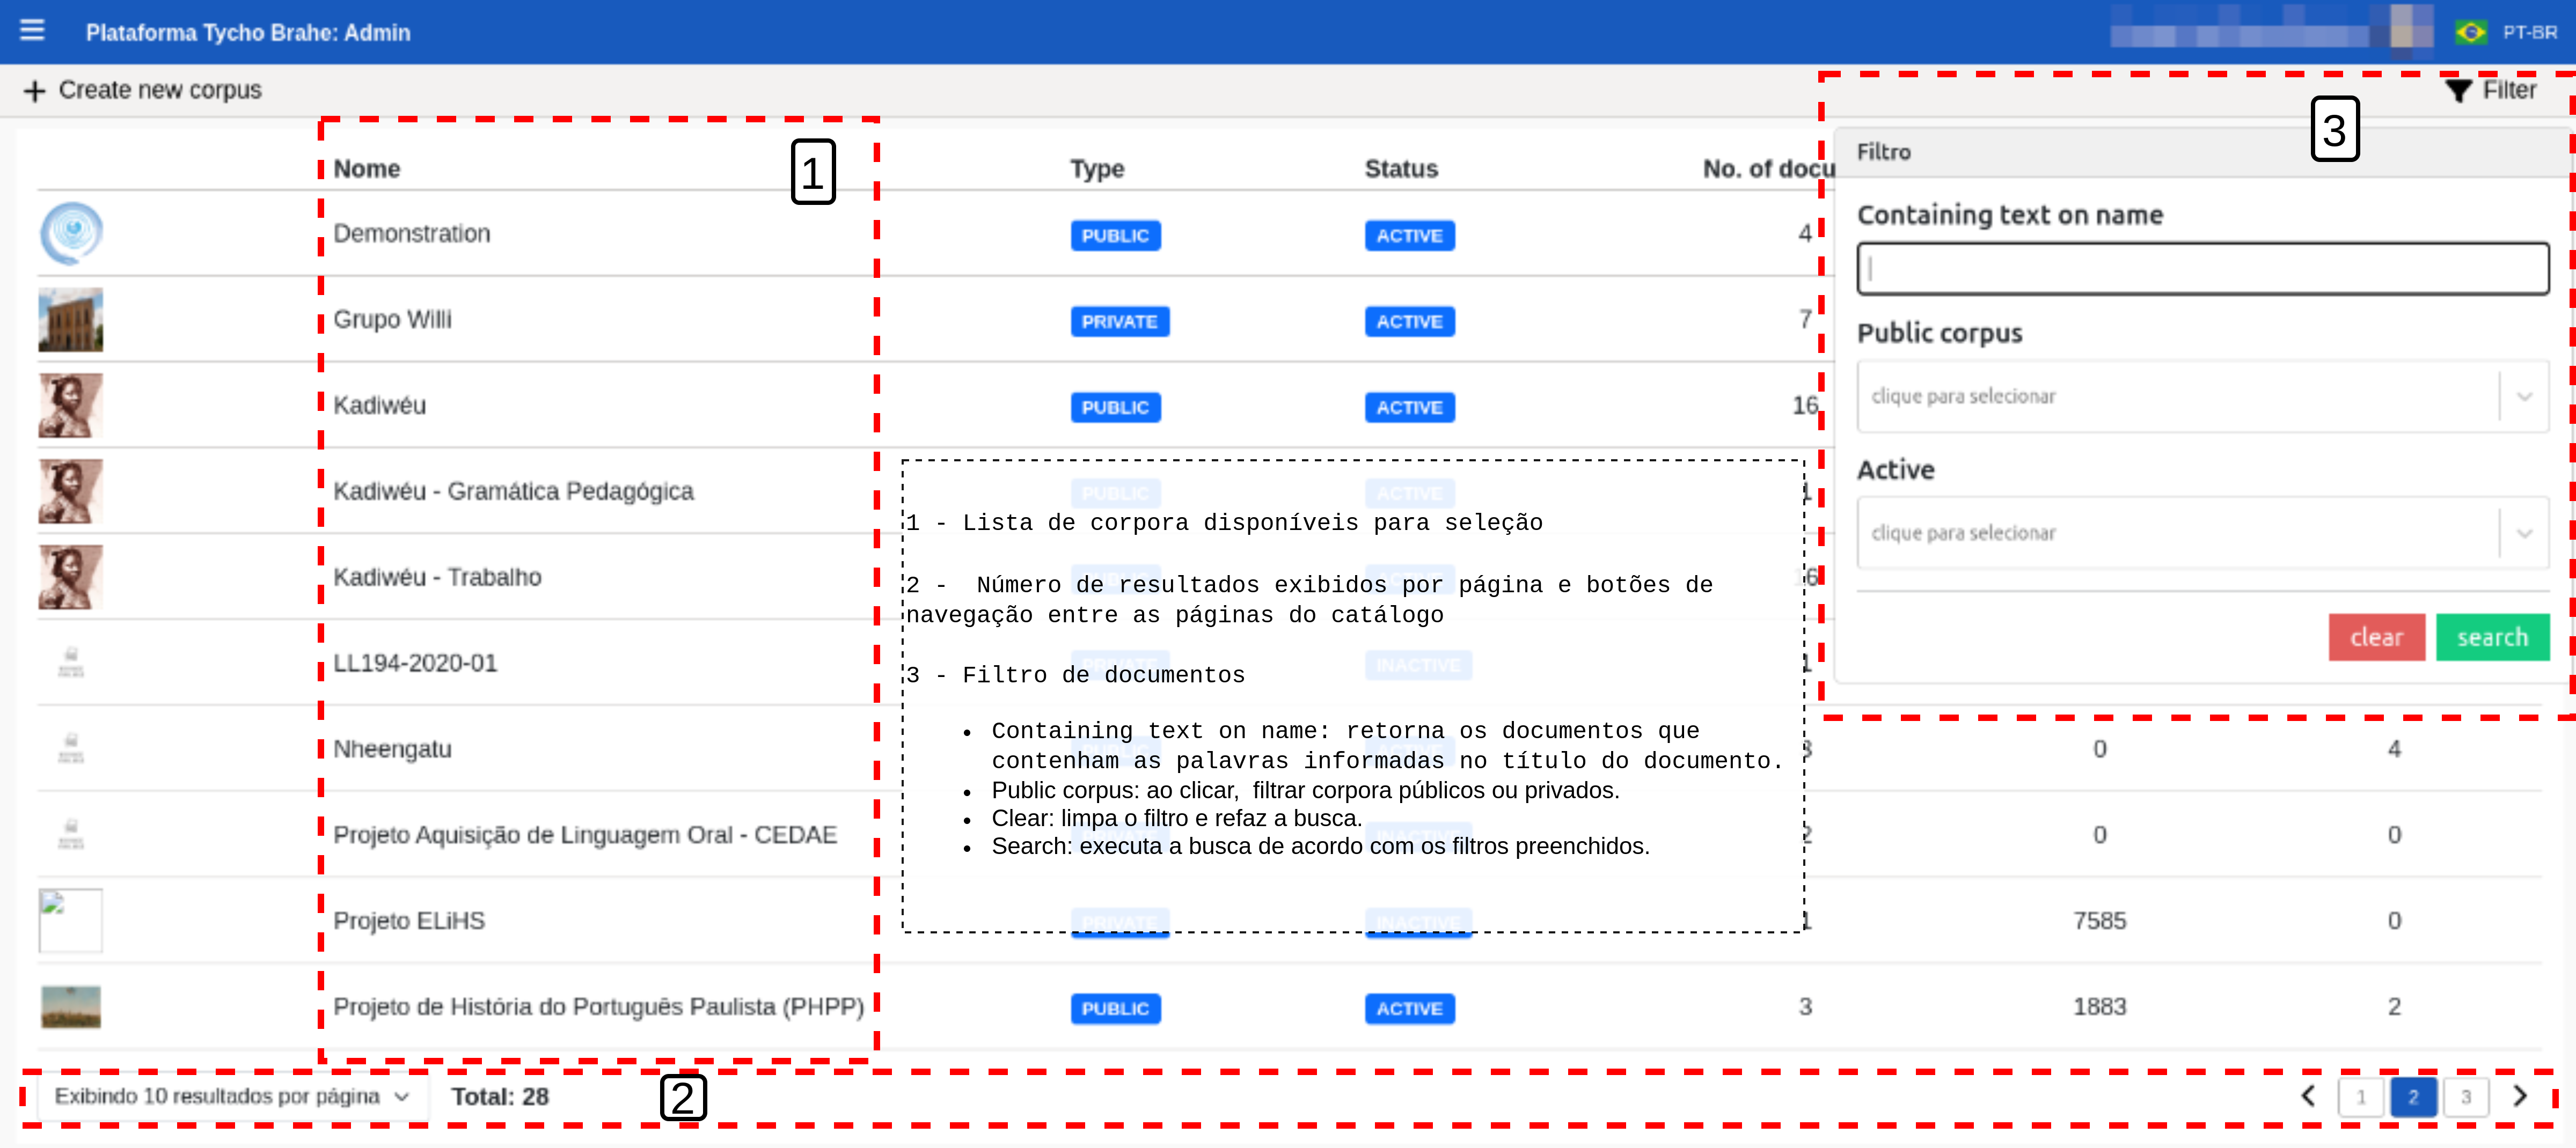 Plataforma Tycho Brahe: Admin
PT-BR
Create new corpus
Filter
1
3
Nome Type Status No. of docu
Demonstration PUBLIC ACTIVE 4
Grupo Willi PRIVATE ACTIVE 7
Kadiwéu PUBLIC ACTIVE 16
Kadiwéu - Gramática Pedagógica PUBLIC ACTIVE 1
Kadiwéu - Trabalho 16
LL194-2020-01 PRIVATE INACTIVE 1
Nheengatu 3 0 4
Projeto Aquisição de Linguagem Oral - CEDAE 2 0 0
Projeto ELiHS PRIVATE INACTIVE 1 7585 0
Projeto de História do Português Paulista (PHPP) PUBLIC ACTIVE 3 1883 2
Filtro
Containing text on name
Public corpus
clique para selecionar
Active
clique para selecionar
clear search
1 - Lista de corpora disponíveis para seleção
2 - Número de resultados exibidos por página e botões de
navegação entre as páginas do catálogo
3 - Filtro de documentos
• Containing text on name: retorna os documentos que
contenham as palavras informadas no título do documento.
• Public corpus: ao clicar, filtrar corpora públicos ou privados.
• Clear: limpa o filtro e refaz a busca.
• Search: executa a busca de acordo com os filtros preenchidos.
Exibindo 10 resultados por página Total: 28
2
1 2 3